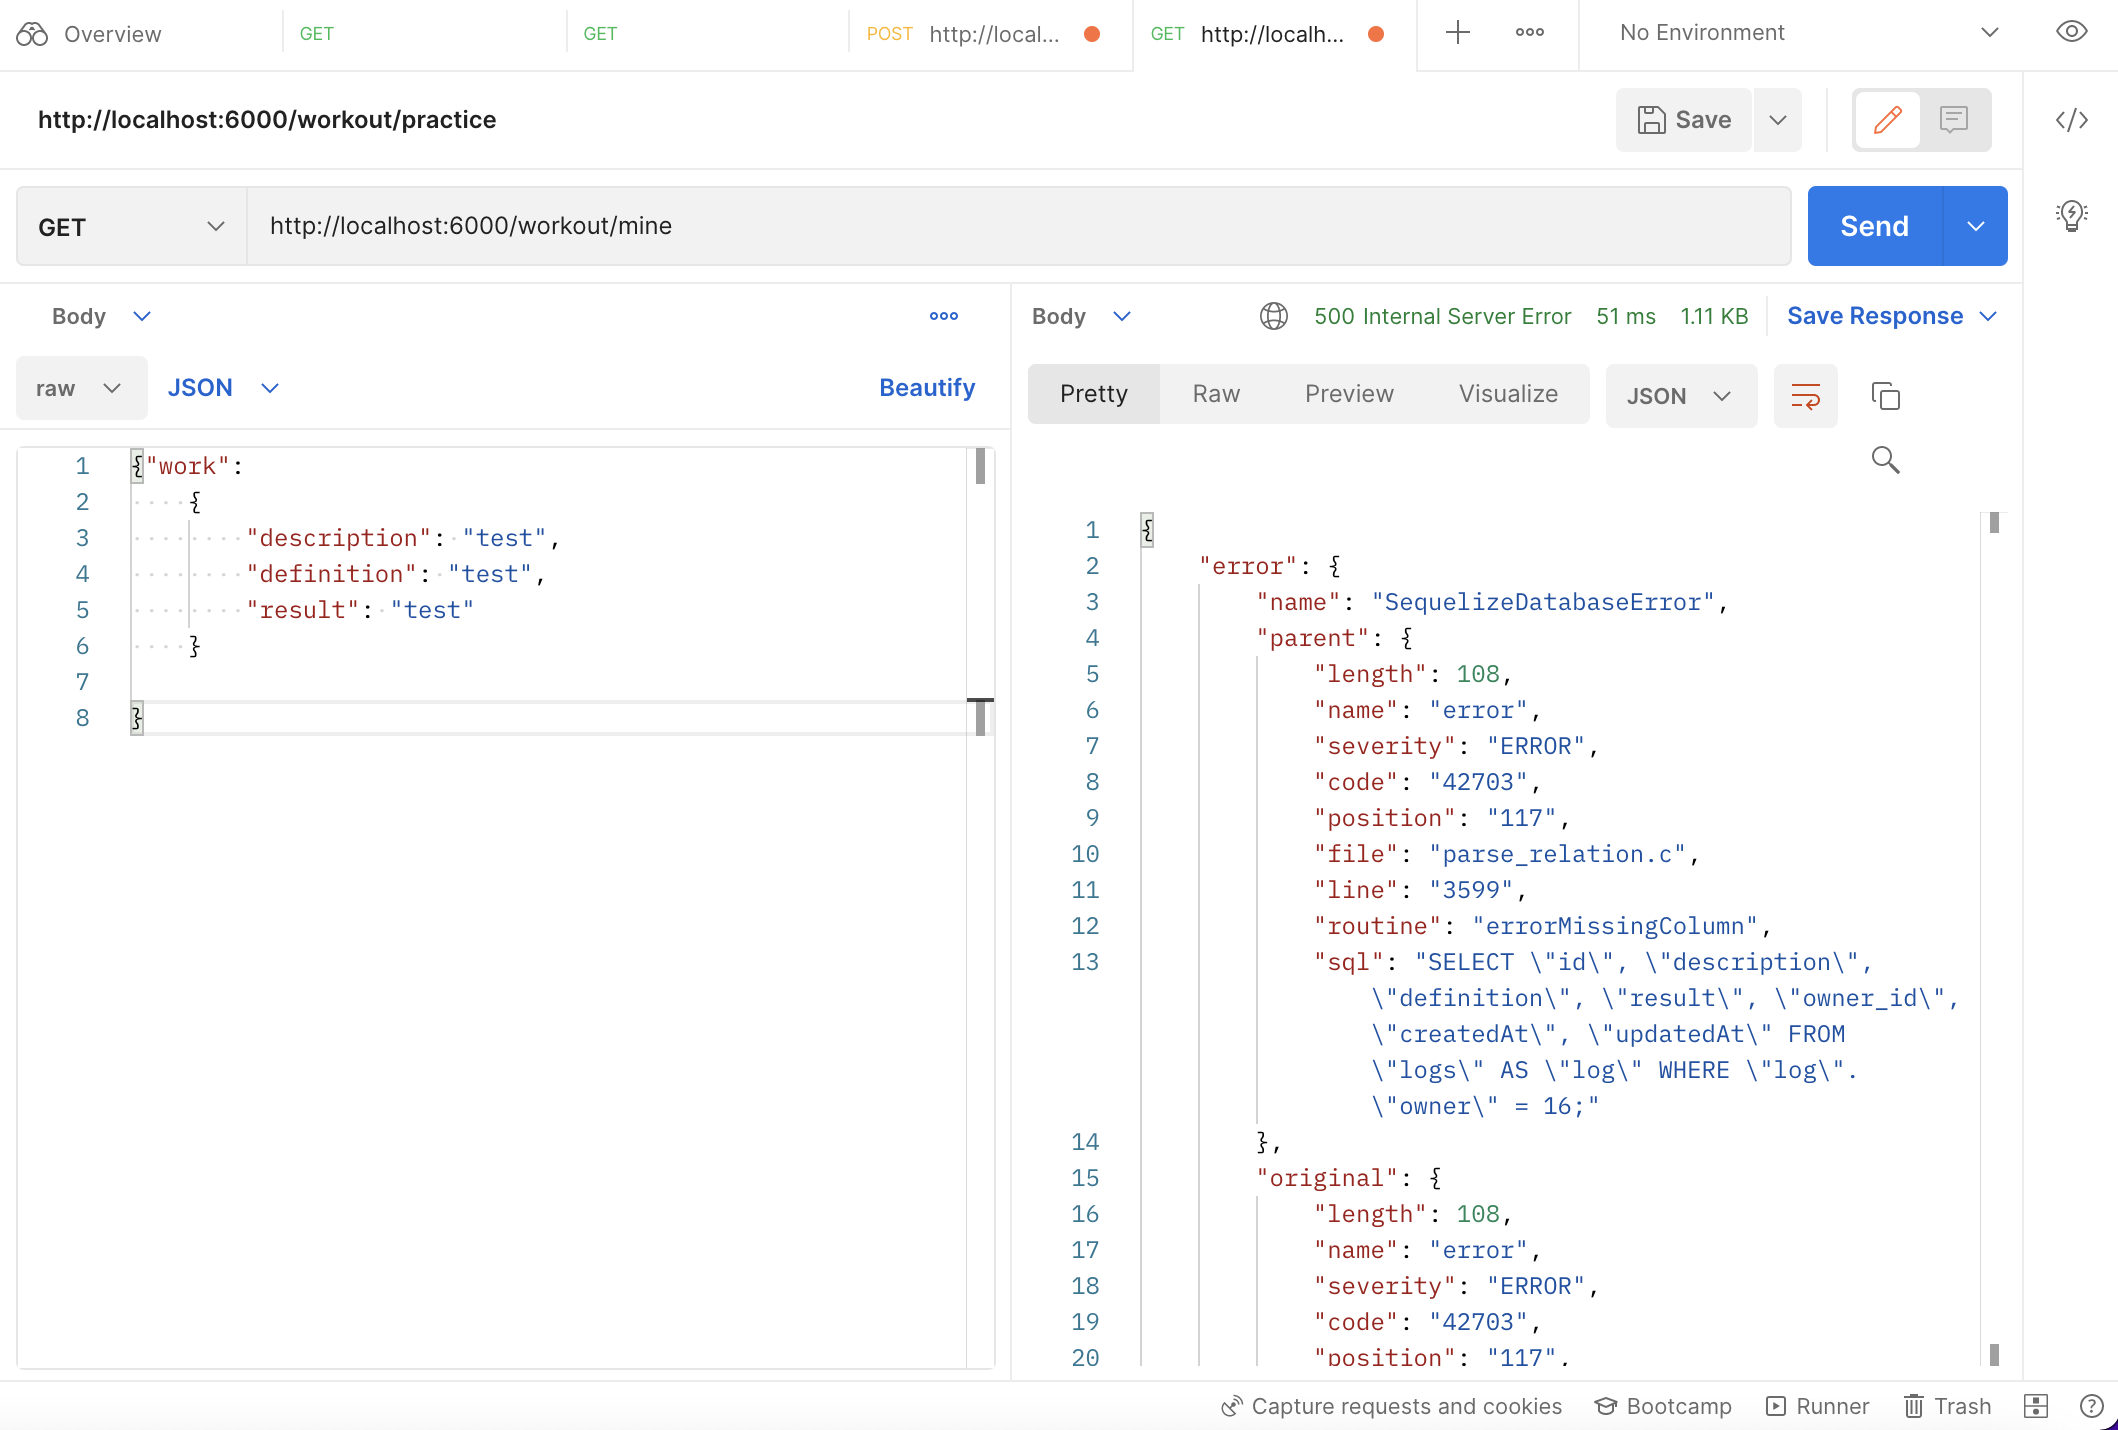 Overview
GET
GET
POST http://local...
GET http://localh...
No Environment
http://localhost:6000/workout/practice
Save
GET
http://localhost:6000/workout/mine
Send
Body
raw
JSON
Beautify
1 {"work":
2 {
3 "description": "test",
4 "definition": "test",
5 "result": "test"
6 }
7
8 }
Body
500 Internal Server Error 51 ms 1.11 KB
Save Response
Pretty
Raw
Preview
Visualize
JSON
1 {
2 "error": {
3 "name": "SequelizeDatabaseError",
4 "parent": {
5 "length": 108,
6 "name": "error",
7 "severity": "ERROR",
8 "code": "42703",
9 "position": "117",
10 "file": "parse_relation.c",
11 "line": "3599",
12 "routine": "errorMissingColumn",
13 "sql": "SELECT \"id\", \"description\",
\"definition\", \"result\", \"owner_id\",
\"createdAt\", \"updatedAt\" FROM
\"logs\" AS \"log\" WHERE \"log\".
\"owner\" = 16;"
14 },
15 "original": {
16 "length": 108,
17 "name": "error",
18 "severity": "ERROR",
19 "code": "42703",
20 "position": "117",
Capture requests and cookies
Bootcamp
Runner
Trash